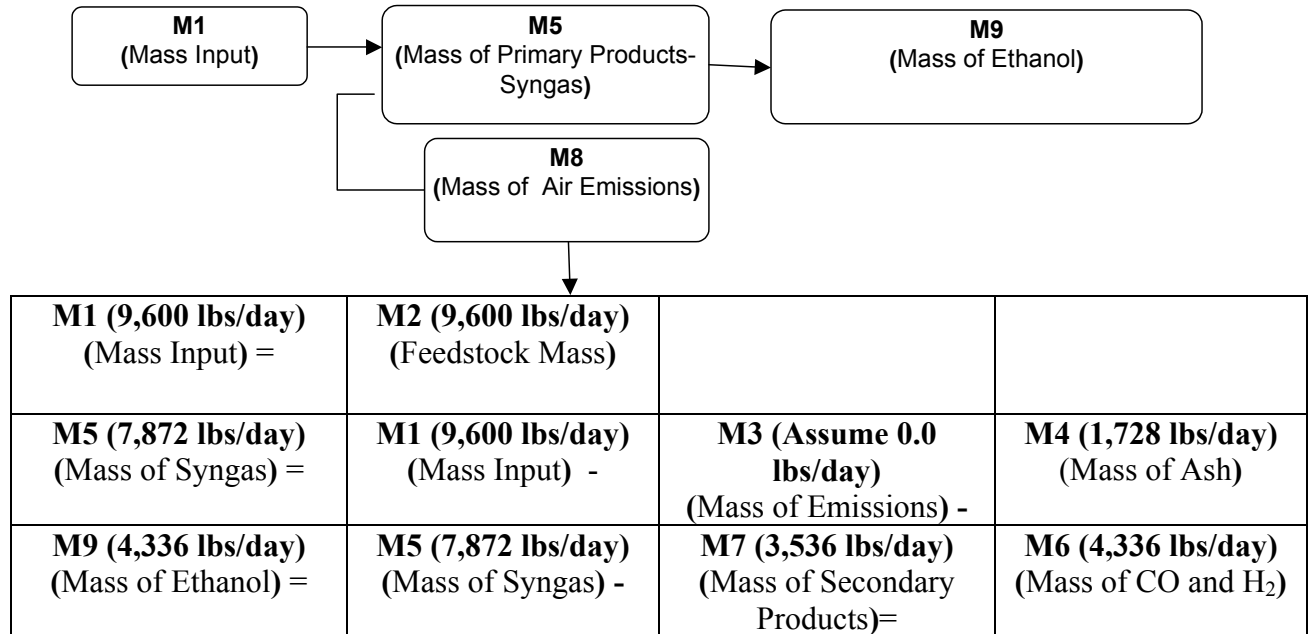 M1
(Mass Input)
M5
(Mass of Primary Products-
Syngas)
M9
(Mass of Ethanol)
M8
(Mass of Air Emissions)
M1 (9,600 lbs/day)
(Mass Input) =
M2 (9,600 lbs/day)
(Feedstock Mass)
M5 (7,872 lbs/day)
(Mass of Syngas) =
M1 (9,600 lbs/day)
(Mass Input) -
M3 (Assume 0.0
lbs/day)
(Mass of Emissions) -
M4 (1,728 lbs/day)
(Mass of Ash)
M9 (4,336 lbs/day)
(Mass of Ethanol) =
M5 (7,872 lbs/day)
(Mass of Syngas) -
M7 (3,536 lbs/day)
(Mass of Secondary
Products)=
M6 (4,336 lbs/day)
(Mass of CO and H₂)